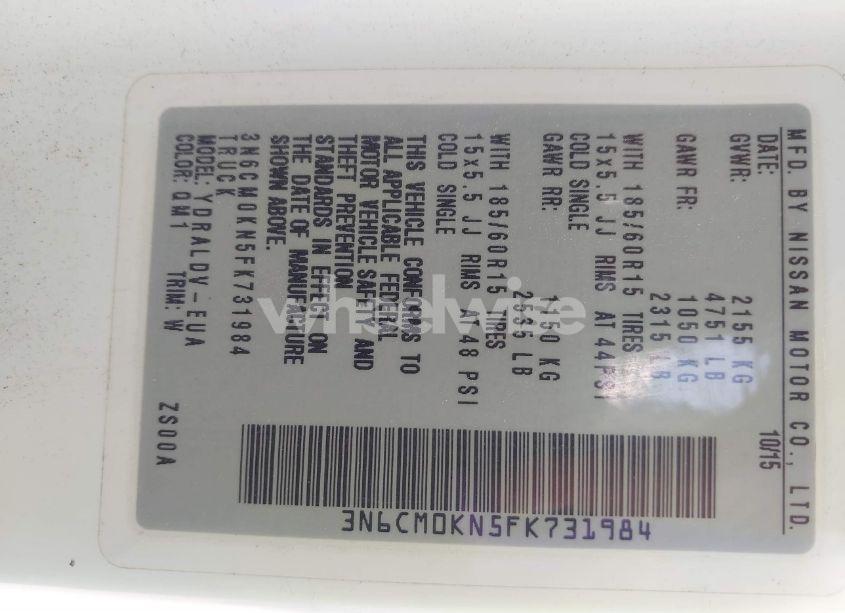 MFD. BY NISSAN MOTOR CO., LTD.
DATE: 10/15
GVWR: 2155 KG
4751 LB
GAWR FR: 1050 KG
2315 LB
WITH 185/60R15 TIRES
15x5.5 JJ RIMS AT 44PSI
COLD SINGLE
GAWR RR: 1150 KG
2535 LB
WITH 185/60R15 TIRES
15x5.5 JJ RIMS AT 48 PSI
COLD SINGLE
THIS VEHICLE CONFORMS TO
ALL APPLICABLE FEDERAL
MOTOR VEHICLE SAFETY AND
THEFT PREVENTION
STANDARDS IN EFFECT ON
THE DATE OF MANUFACTURE
SHOWN ABOVE.
3N6CM0KN5FK731984
TRUCK
MODEL: YDRALDV-EUA
COLOR: QM1 TRIM: W ZS00A
3N6CM0KN5FK731984
wheelwise